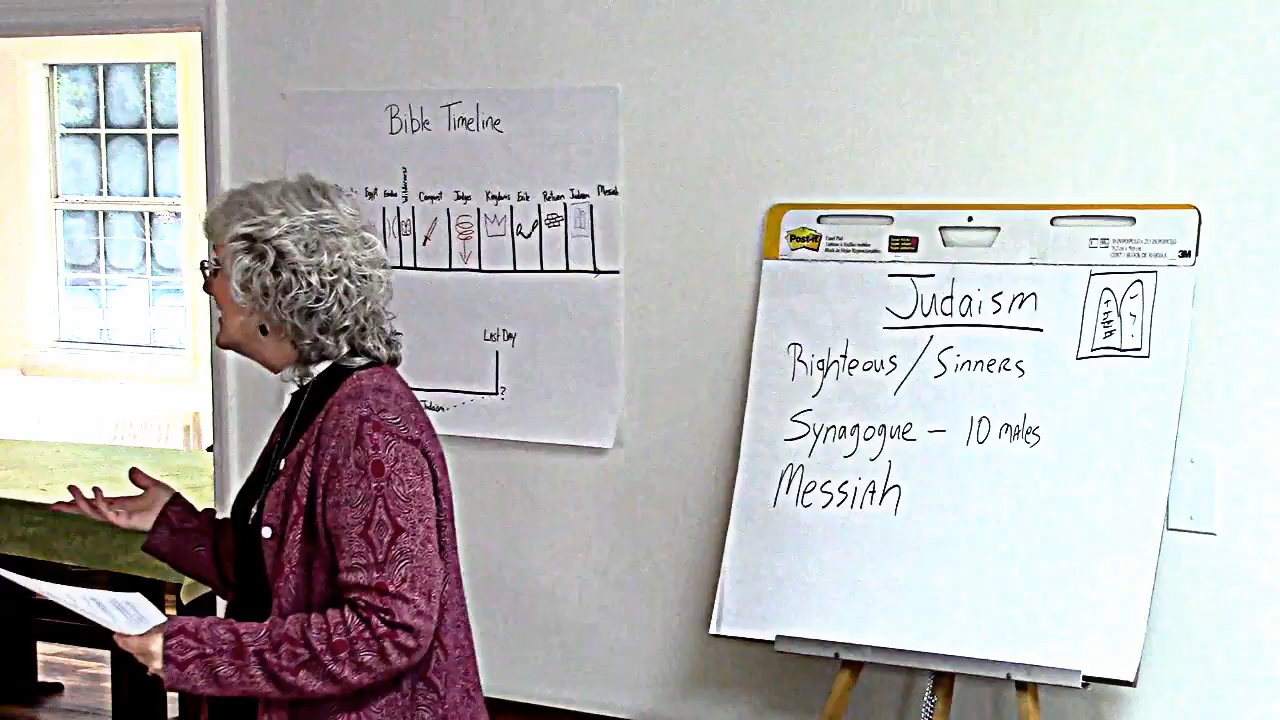 Bible Timeline
Egypt Exodus Wilderness Conquest Judges Kingdoms Exile Return Judaism Messiah
Last Day
?
Judaism
Post-it
3M
Judaism
Righteous / Sinners
Synagogue – 10 MAles
MessiAh